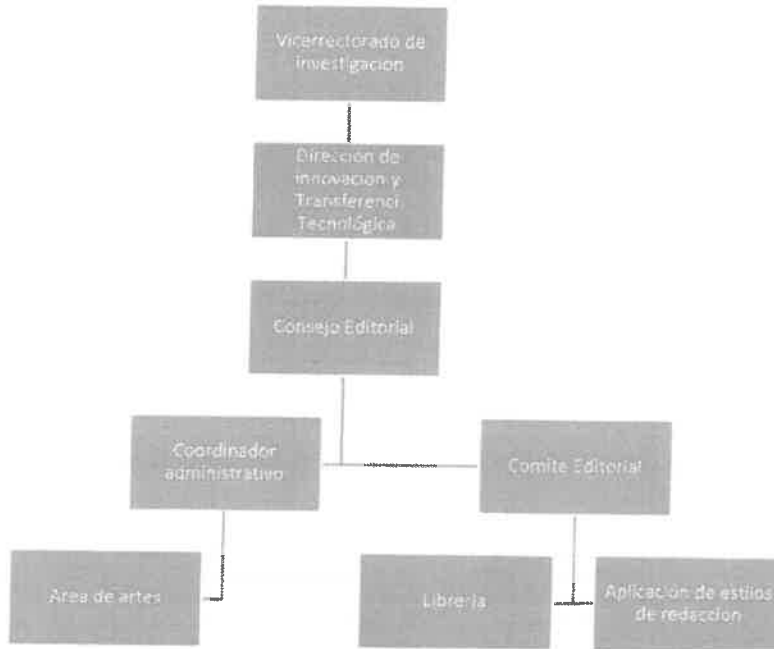 Vicerrectorado de
investigacion
Dirección de
innovacion y
Transferenci
Tecnológica
Consejo Editorial
Coordinador
administrativo
Comite Editorial
Area de artes
Libreria
Aplicación de estilos
de redaccion